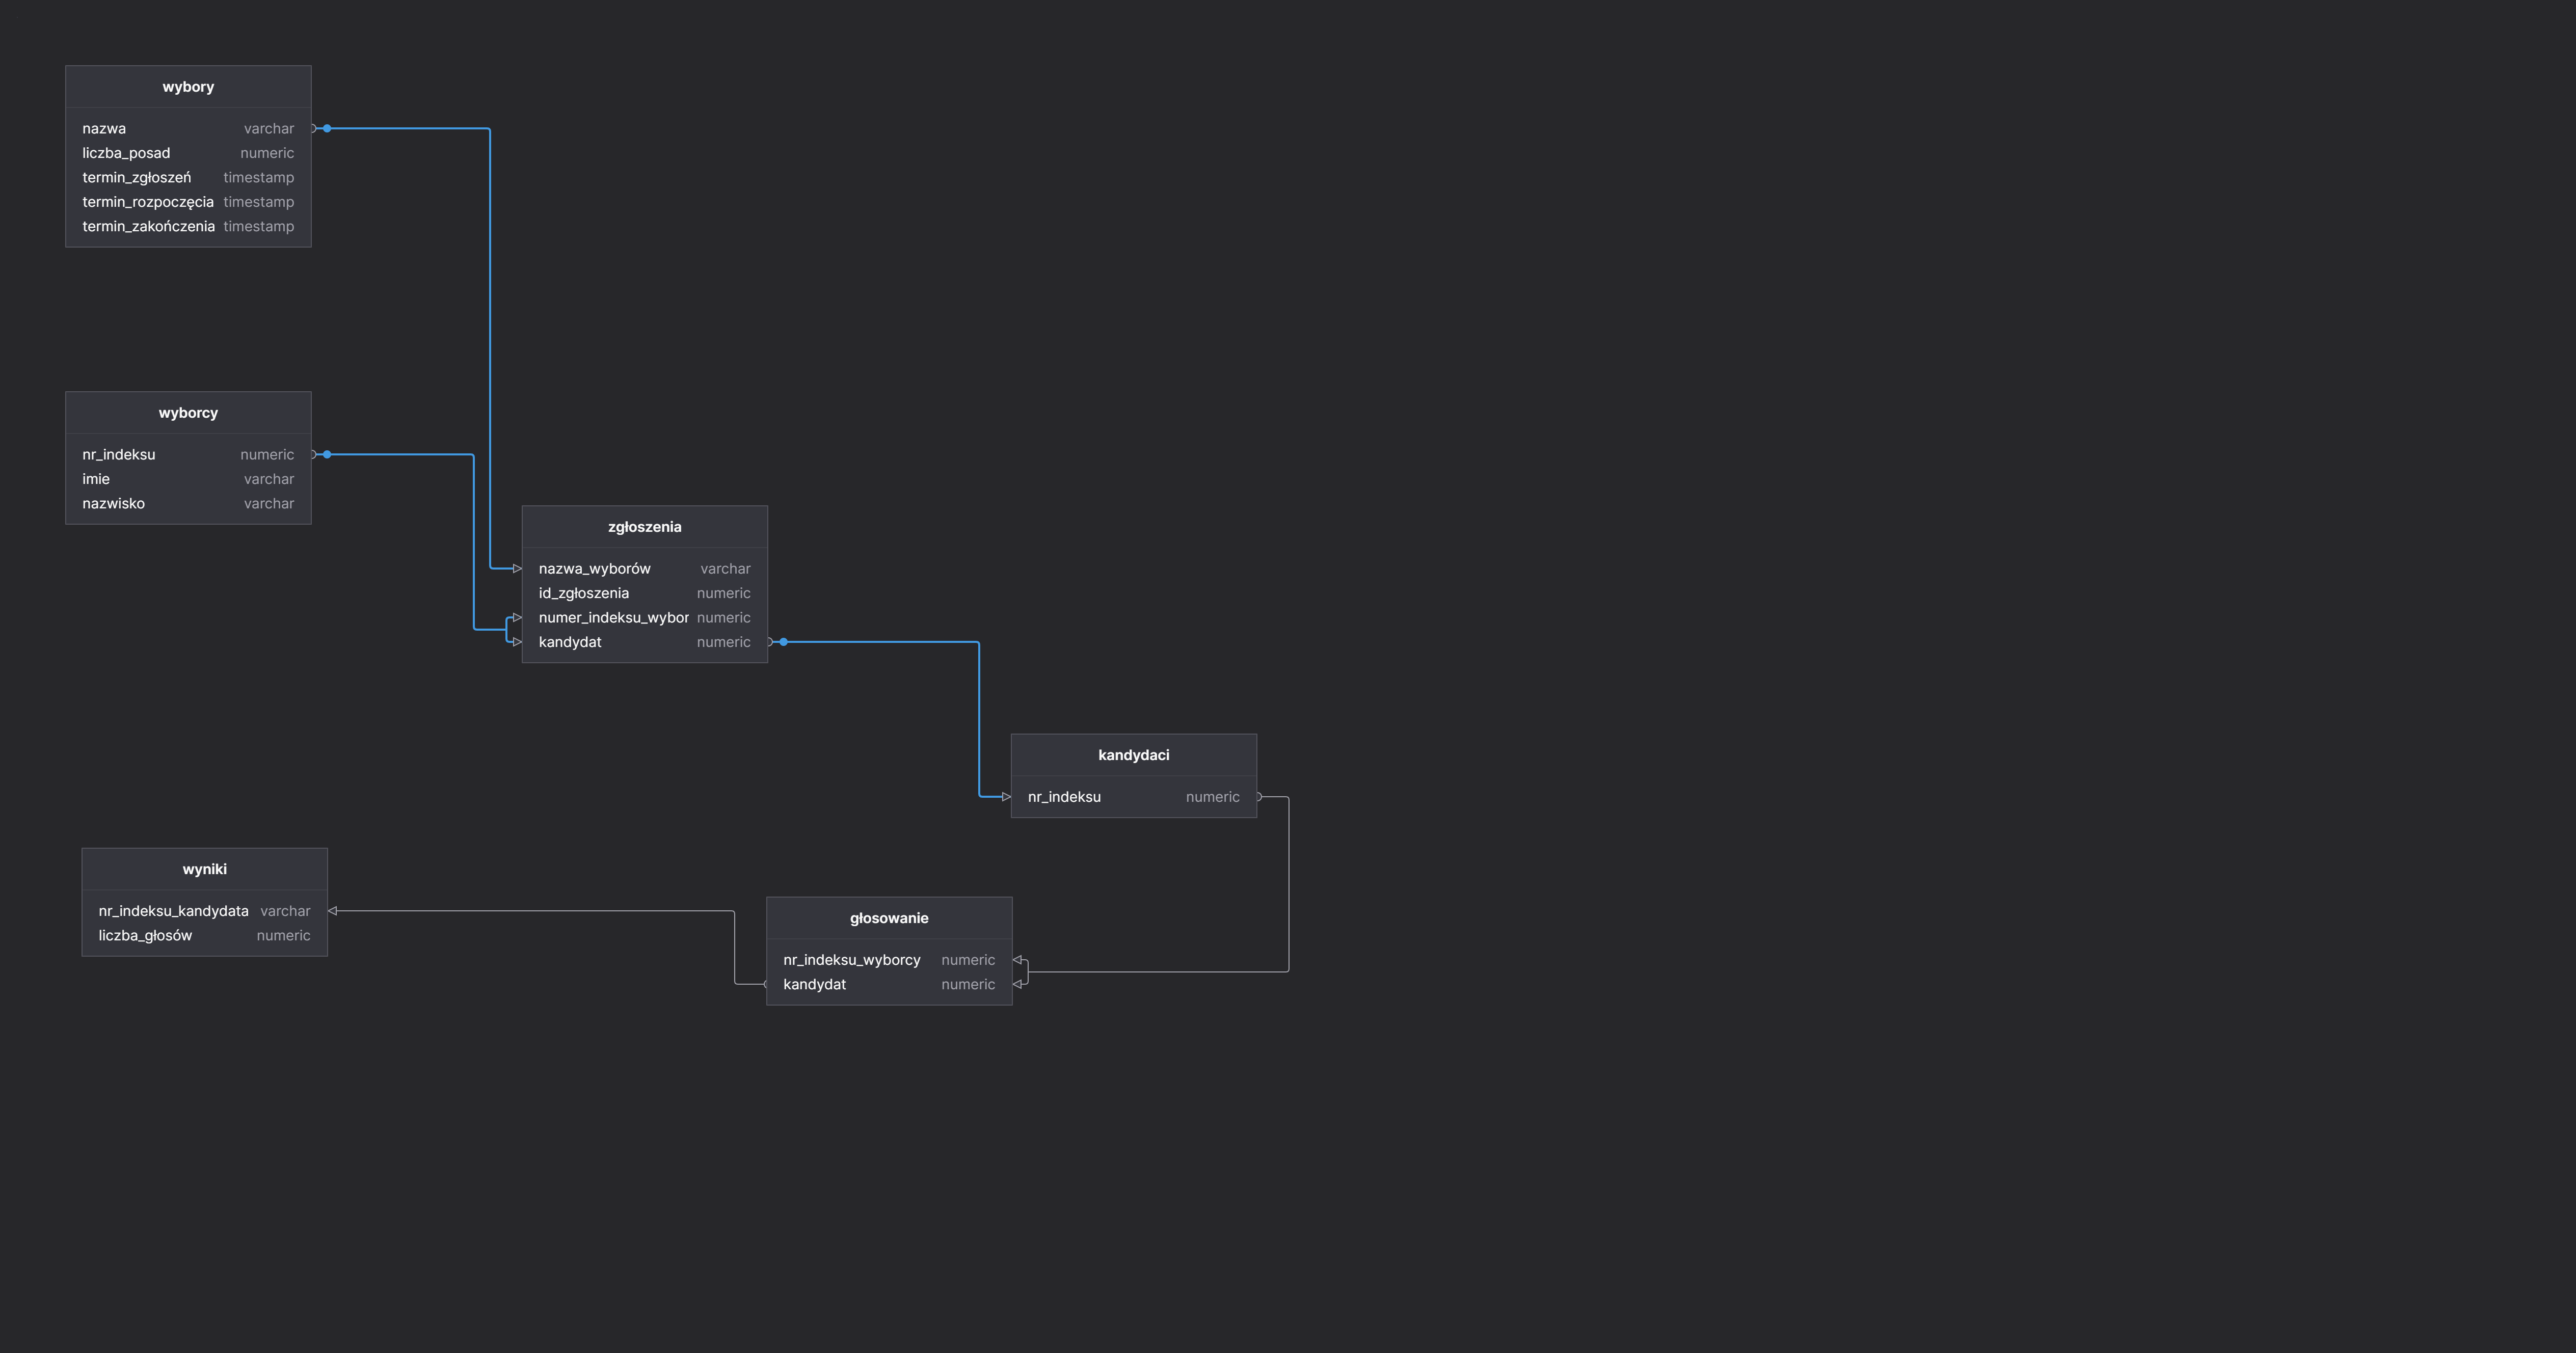 wybory
nazwa varchar
liczba_posad numeric
termin_zgłoszeń timestamp
termin_rozpoczęcia timestamp
termin_zakończenia timestamp
wyborcy
nr_indeksu numeric
imie varchar
nazwisko varchar
zgłoszenia
nazwa_wyborów varchar
id_zgłoszenia numeric
numer_indeksu_wybor numeric
kandydat numeric
kandydaci
nr_indeksu numeric
wyniki
nr_indeksu_kandydata varchar
liczba_głosów numeric
głosowanie
nr_indeksu_wyborcy numeric
kandydat numeric